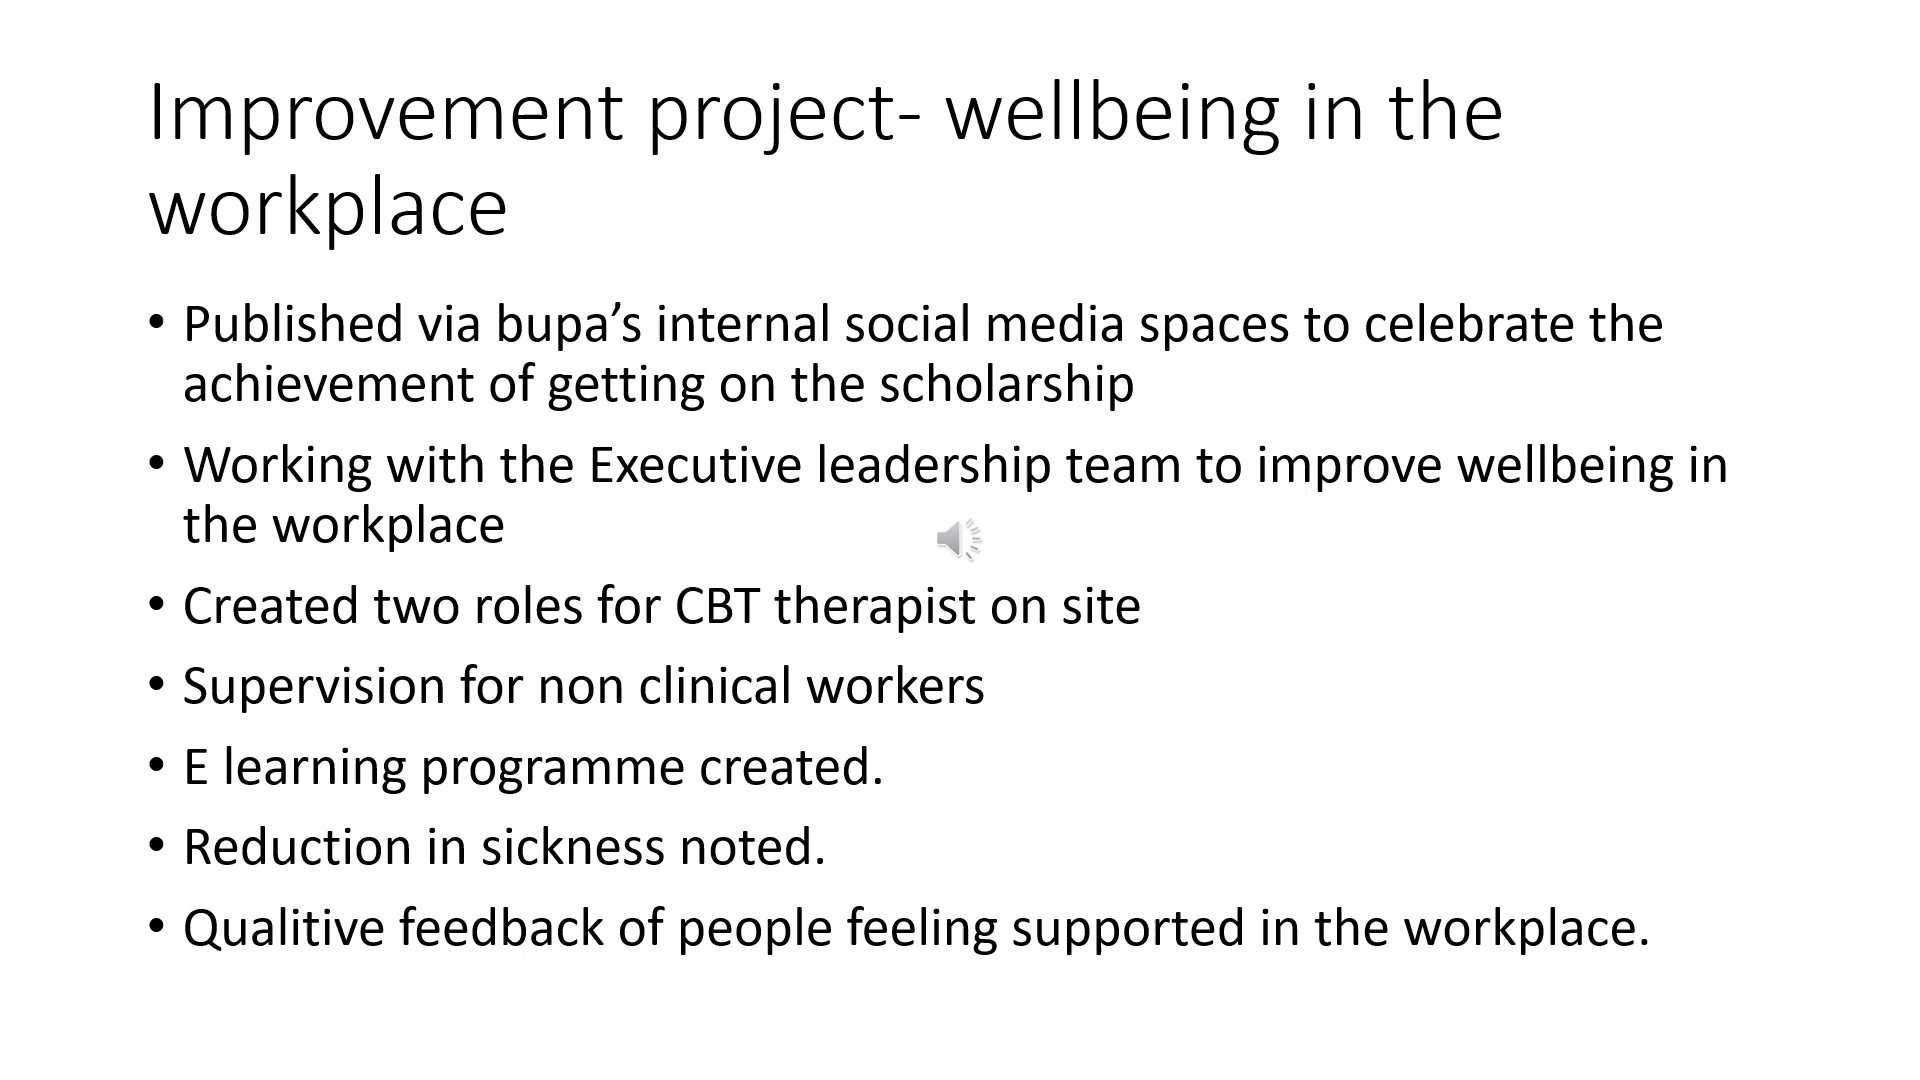 Improvement project- wellbeing in the
workplace
• Published via bupa’s internal social media spaces to celebrate the
achievement of getting on the scholarship
• Working with the Executive leadership team to improve wellbeing in
the workplace
• Created two roles for CBT therapist on site
• Supervision for non clinical workers
• E learning programme created.
• Reduction in sickness noted.
• Qualitive feedback of people feeling supported in the workplace.